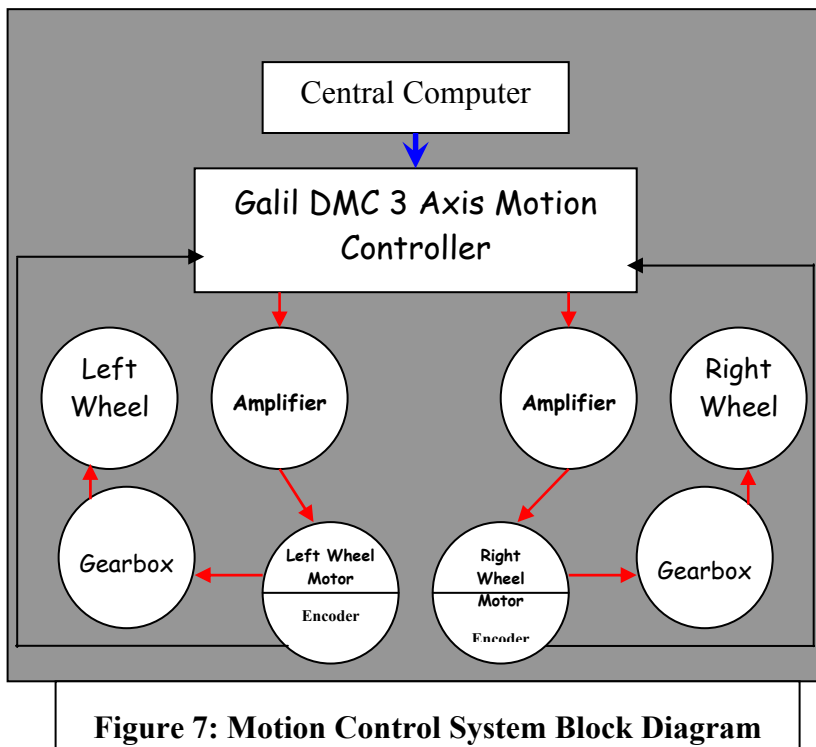 Central Computer
Galil DMC 3 Axis Motion
Controller
Left
Wheel
Amplifier
Amplifier
Right
Wheel
Gearbox
Left Wheel
Motor
Encoder
Right
Wheel
Motor
Encoder
Gearbox
Figure 7: Motion Control System Block Diagram